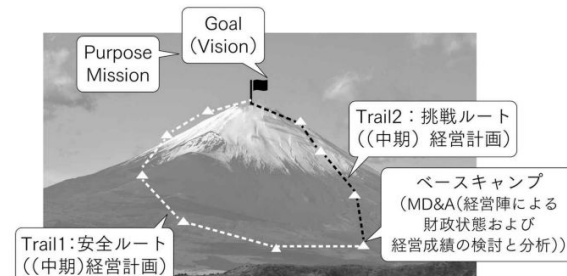 Goal
(Vision)
Purpose
Mission
Trail2：挑戦ルート
((中期) 経営計画)
ベースキャンプ
(MD&A(経営陣による
財政状態および
経営成績の検討と分析))
Trail1：安全ルート
((中期)経営計画)